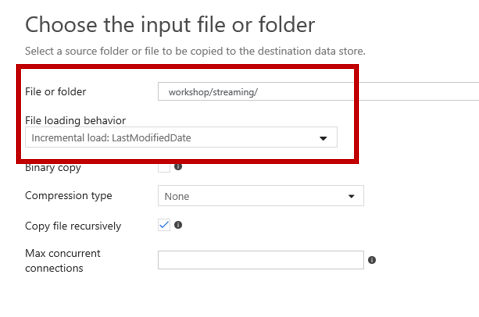 Choose the input file or folder
Select a source folder or file to be copied to the destination data store.
File or folder
workshop/streaming/
File loading behavior
Incremental load: LastModifiedDate
Binary copy
Compression type
None
Copy file recursively
Max concurrent
connections